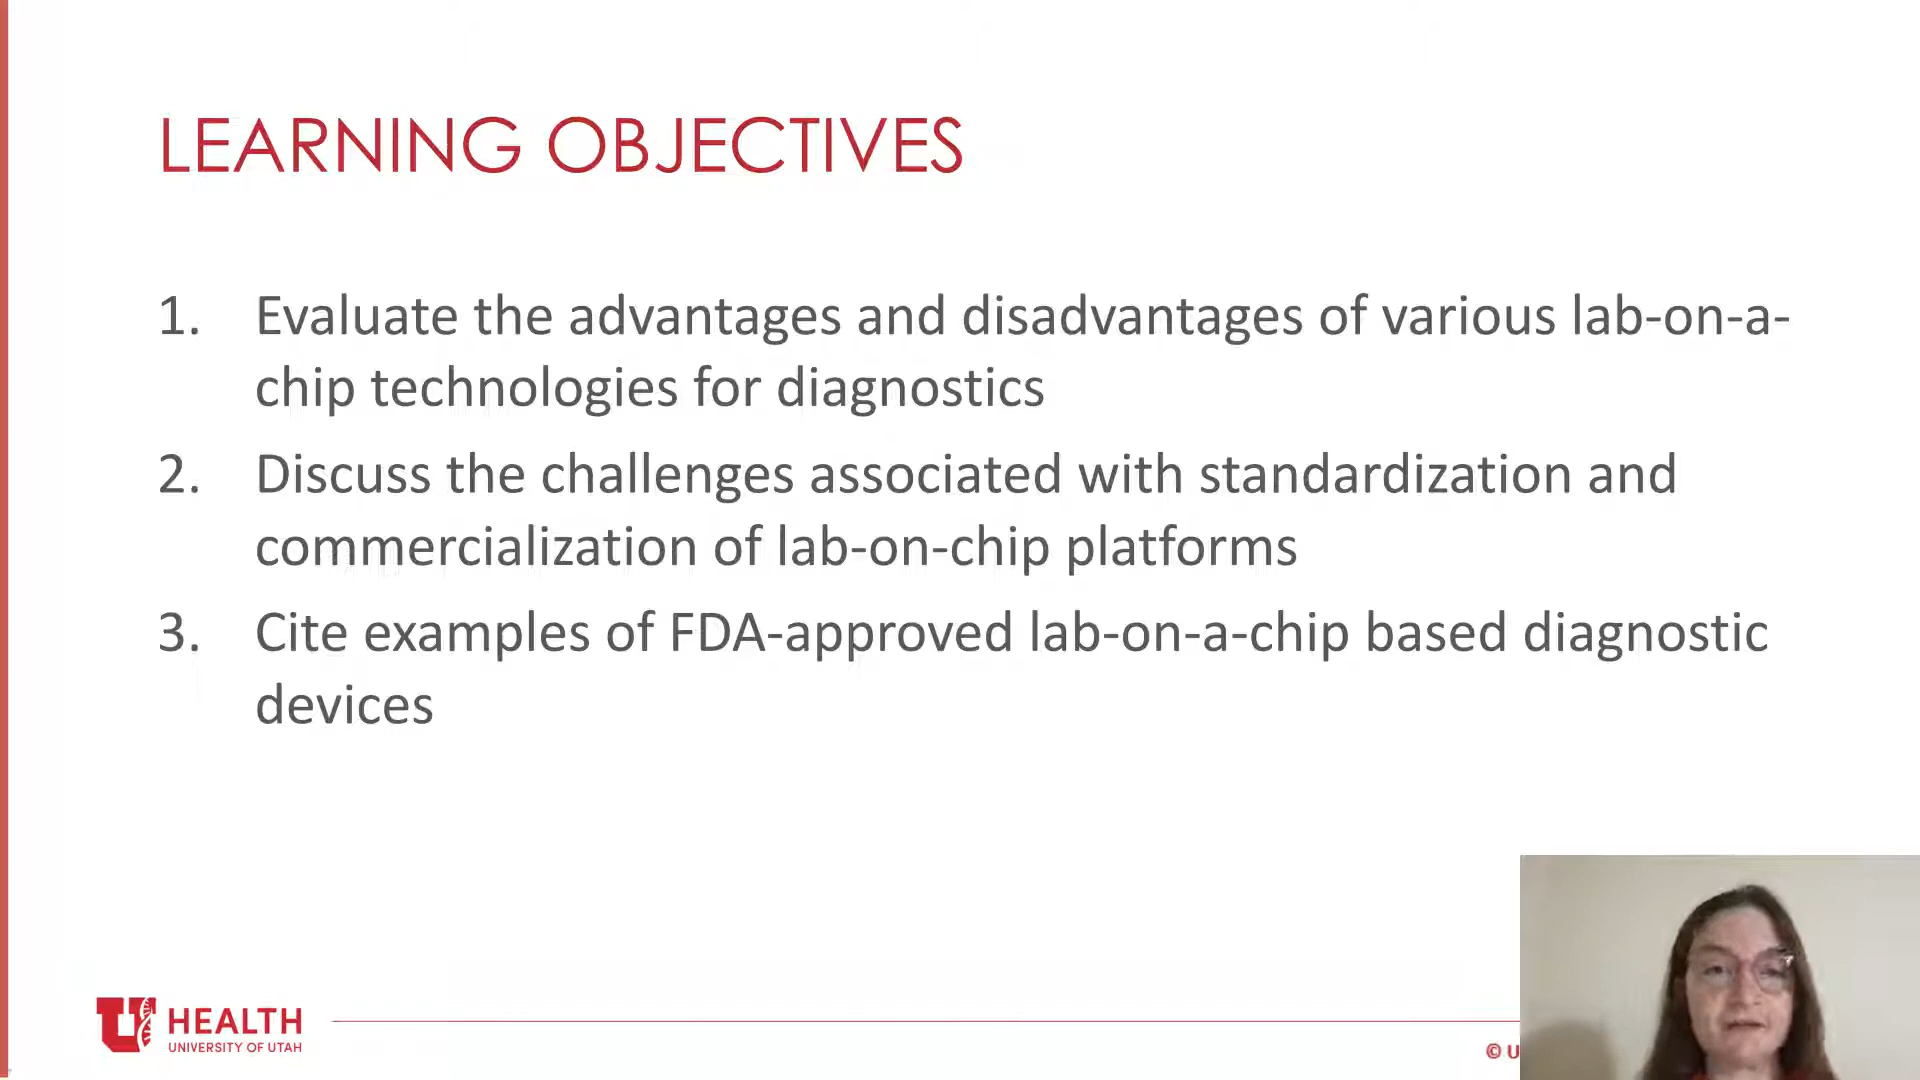 LEARNING OBJECTIVES
1. Evaluate the advantages and disadvantages of various lab-on-a-
chip technologies for diagnostics
2. Discuss the challenges associated with standardization and
commercialization of lab-on-chip platforms
3. Cite examples of FDA-approved lab-on-a-chip based diagnostic
devices
U HEALTH
UNIVERSITY OF UTAH
©